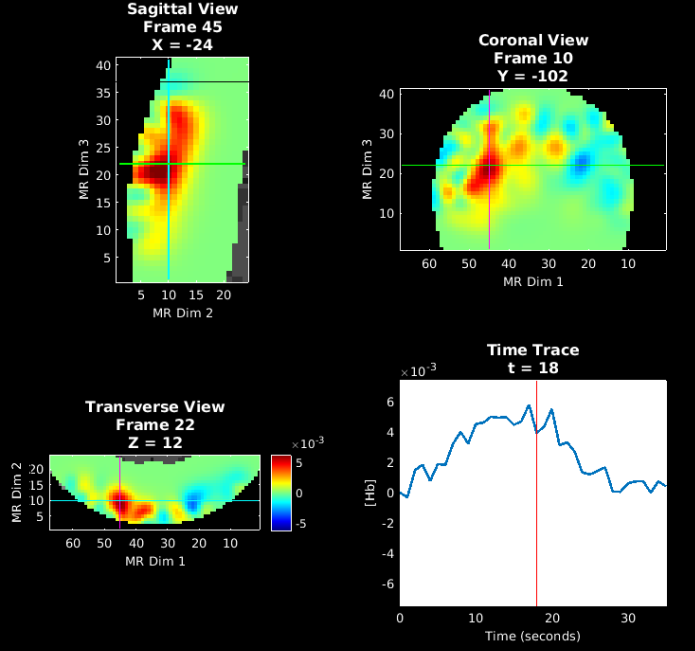 Sagittal View
Frame 45
X = -24
40
35
30
25
20
15
10
5
MR Dim 3
5 10 15 20
MR Dim 2
Coronal View
Frame 10
Y = -102
40
30
20
10
MR Dim 3
60 50 40 30 20 10
MR Dim 1
Transverse View
Frame 22
Z = 12
20
15
10
5
MR Dim 2
60 50 40 30 20 10
MR Dim 1
×10⁻³
5
0
-5
Time Trace
t = 18
×10⁻³
6
4
2
0
-2
-4
-6
[Hb]
0 10 20 30
Time (seconds)